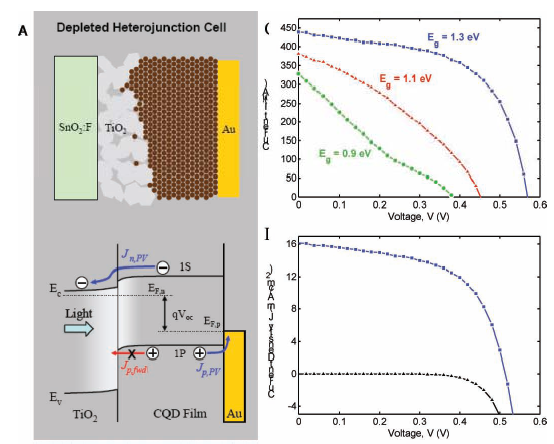 A
Depleted Heterojunction Cell
SnO2:F
TiO2
Au
Jn,PV
1S
Ec
EF,n
qVoc
EF,p
Light
1P
Jp,fwd
Jp,PV
Ev
TiO2
CQD Film
Au
(
450
400
350
300
250
200
150
100
50
0
Eg = 1.3 eV
Eg = 1.1 eV
Eg = 0.9 eV
0 0.1 0.2 0.3 0.4 0.5 0.6
Voltage, V (V)
I
16
12
8
4
0
-4
0 0.1 0.2 0.3 0.4 0.5 0.6
Voltage, V (V)